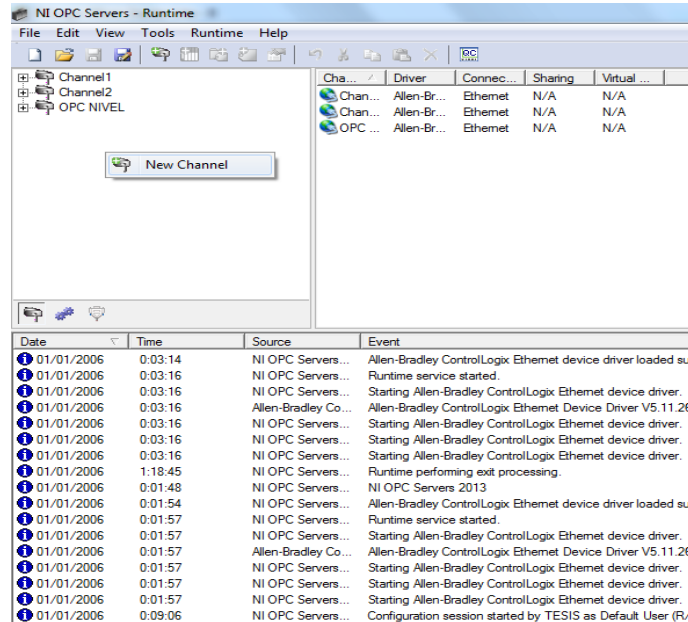 NI OPC Servers - Runtime
File Edit View Tools Runtime Help
Channel1
Channel2
OPC NIVEL
New Channel
Cha... Driver Connec... Sharing Virtual ...
Chan... Allen-Br... Ethernet N/A N/A
Chan... Allen-Br... Ethernet N/A N/A
OPC ... Allen-Br... Ethernet N/A N/A
Date Time Source Event
01/01/2006 0:03:14 NI OPC Servers... Allen-Bradley ControlLogix Ethernet device driver loaded su
01/01/2006 0:03:16 NI OPC Servers... Runtime service started.
01/01/2006 0:03:16 NI OPC Servers... Starting Allen-Bradley ControlLogix Ethernet device driver.
01/01/2006 0:03:16 Allen-Bradley Co... Allen-Bradley ControlLogix Ethernet Device Driver V5.11.26
01/01/2006 0:03:16 NI OPC Servers... Starting Allen-Bradley ControlLogix Ethernet device driver.
01/01/2006 0:03:16 NI OPC Servers... Starting Allen-Bradley ControlLogix Ethernet device driver.
01/01/2006 0:03:16 NI OPC Servers... Starting Allen-Bradley ControlLogix Ethernet device driver.
01/01/2006 1:18:45 NI OPC Servers... Runtime performing exit processing.
01/01/2006 0:01:48 NI OPC Servers... NI OPC Servers 2013
01/01/2006 0:01:54 NI OPC Servers... Allen-Bradley ControlLogix Ethernet device driver loaded su
01/01/2006 0:01:57 NI OPC Servers... Runtime service started.
01/01/2006 0:01:57 NI OPC Servers... Starting Allen-Bradley ControlLogix Ethernet device driver.
01/01/2006 0:01:57 Allen-Bradley Co... Allen-Bradley ControlLogix Ethernet Device Driver V5.11.26
01/01/2006 0:01:57 NI OPC Servers... Starting Allen-Bradley ControlLogix Ethernet device driver.
01/01/2006 0:01:57 NI OPC Servers... Starting Allen-Bradley ControlLogix Ethernet device driver.
01/01/2006 0:01:57 NI OPC Servers... Starting Allen-Bradley ControlLogix Ethernet device driver.
01/01/2006 0:09:06 NI OPC Servers... Configuration session started by TESIS as Default User (R/